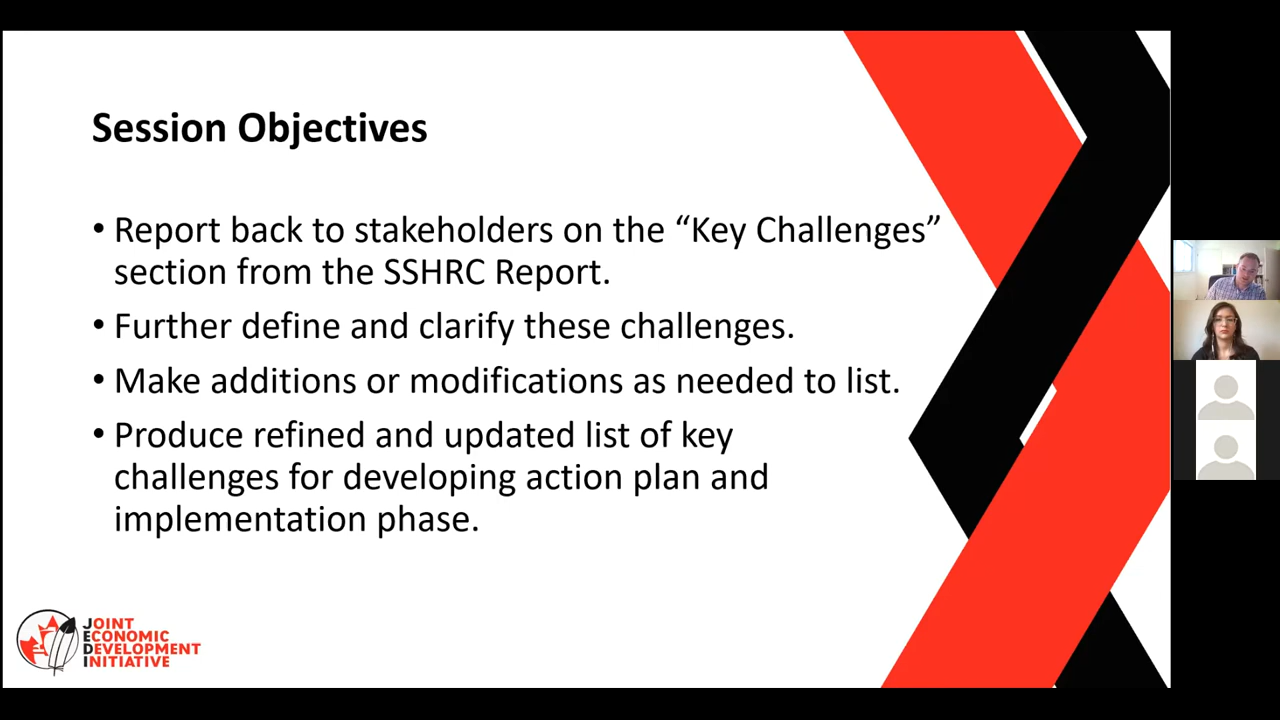 Session Objectives
• Report back to stakeholders on the “Key Challenges”
section from the SSHRC Report.
• Further define and clarify these challenges.
• Make additions or modifications as needed to list.
• Produce refined and updated list of key
challenges for developing action plan and
implementation phase.
JOINT
ECONOMIC
DEVELOPMENT
INITIATIVE